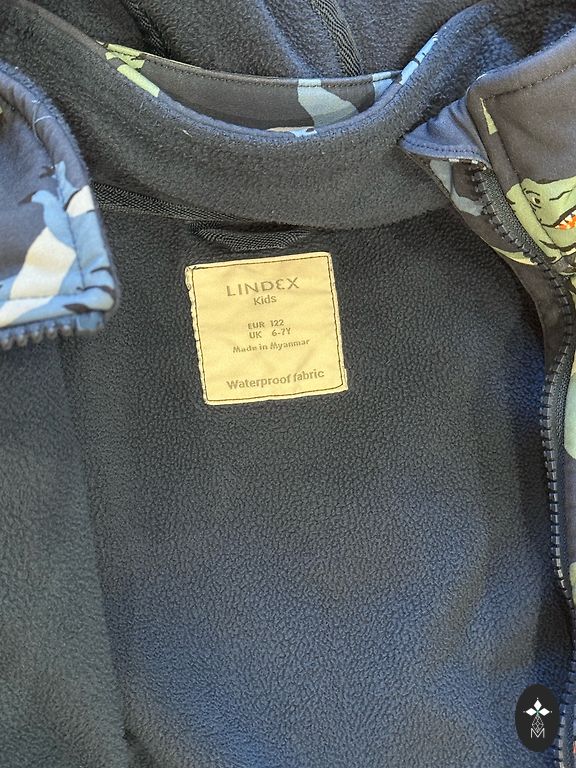 LINDEX
Kids
EUR 122
UK 6-7Y
Made in Myanmar
Waterproof fabric
M